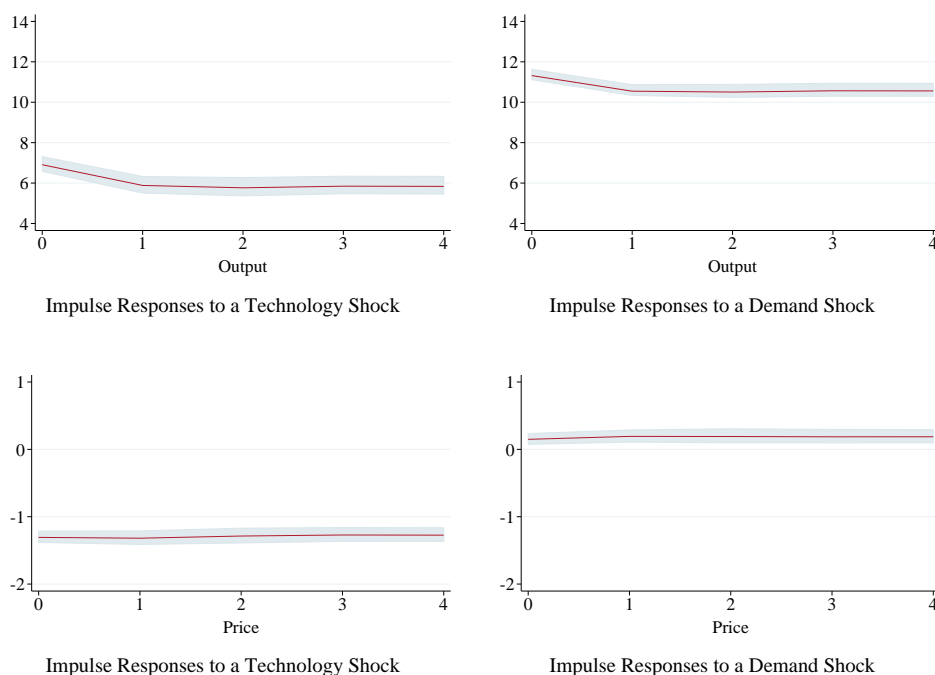 14
12
10
8
6
4
0 1 2 3 4
Output
Impulse Responses to a Technology Shock
14
12
10
8
6
4
0 1 2 3 4
Output
Impulse Responses to a Demand Shock
1
0
-1
-2
0 1 2 3 4
Price
Impulse Responses to a Technology Shock
1
0
-1
-2
0 1 2 3 4
Price
Impulse Responses to a Demand Shock